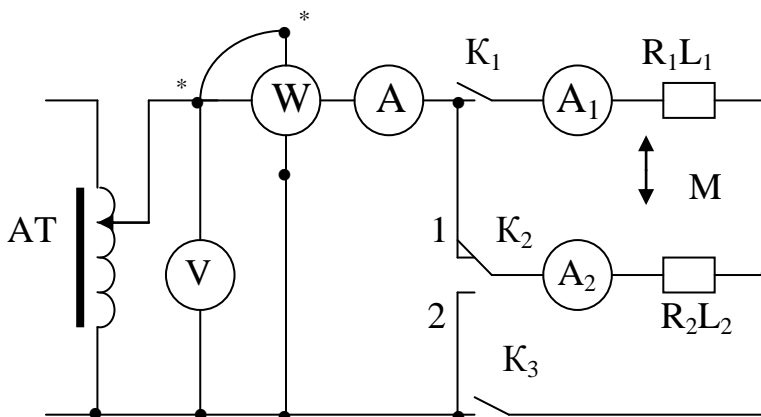 *
*
K₁
R₁L₁
W
A
A₁
M
AT
1
K₂
V
A₂
2
R₂L₂
K₃